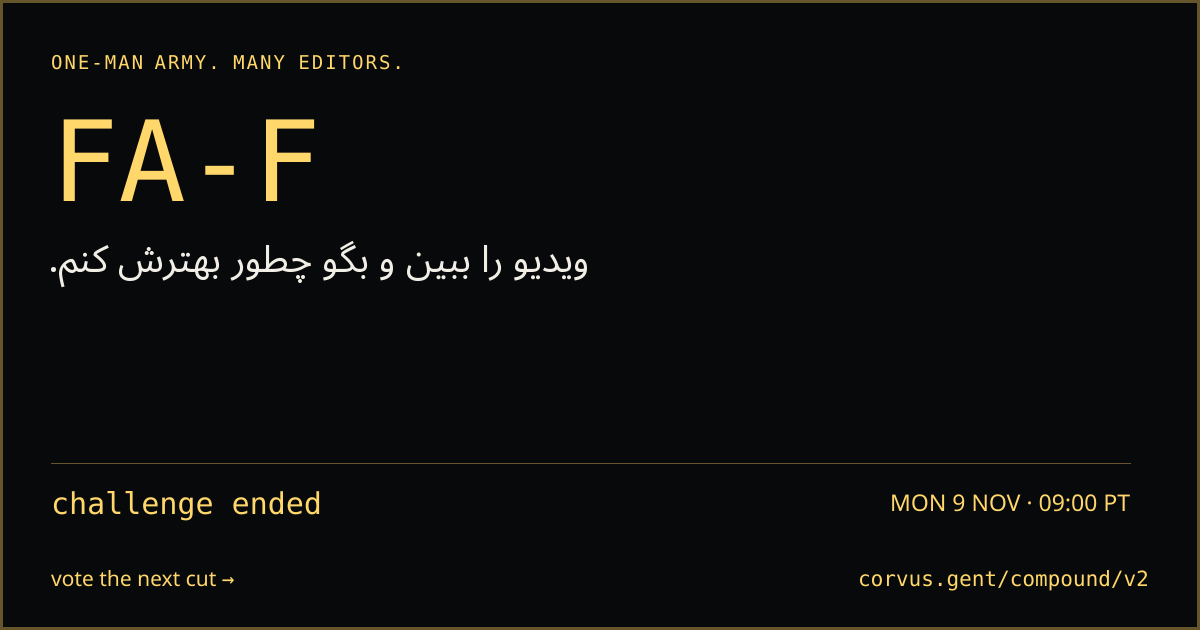 ONE-MAN ARMY. MANY EDITORS.
FA-F
ویدیو را ببین و بگو چطور بهترش کنم.
challenge ended
MON 9 NOV · 09:00 PT
vote the next cut →
corvus.gent/compound/v2